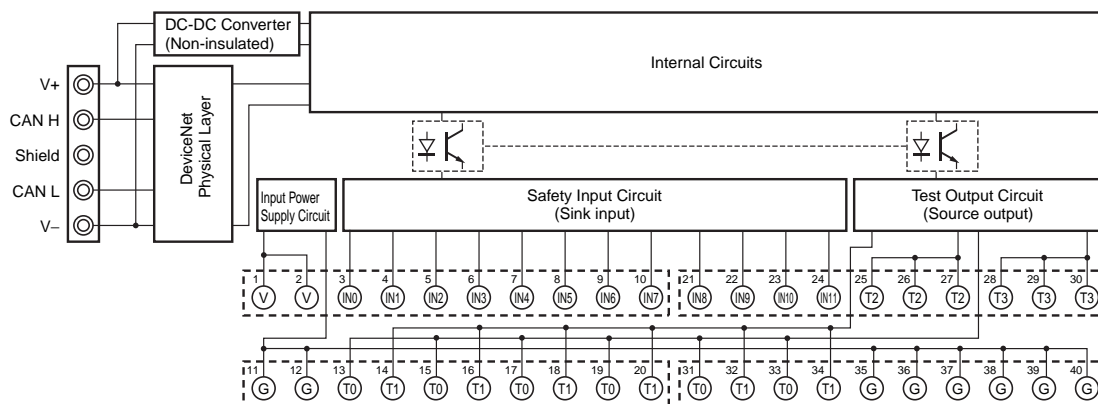 DC-DC Converter
(Non-insulated)
Internal Circuits
V+
CAN H
Shield
CAN L
V–
DeviceNet
Physical Layer
Input Power
Supply Circuit
Safety Input Circuit
(Sink input)
Test Output Circuit
(Source output)
1 2 3 4 5 6 7 8 9 10 21 22 23 24 25 26 27 28 29 30
V V IN0 IN1 IN2 IN3 IN4 IN5 IN6 IN7 IN8 IN9 IN10 IN11 T2 T2 T2 T3 T3 T3
11 12 13 14 15 16 17 18 19 20 31 32 33 34 35 36 37 38 39 40
G G T0 T1 T0 T1 T0 T1 T0 T1 T0 T1 T0 T1 G G G G G G